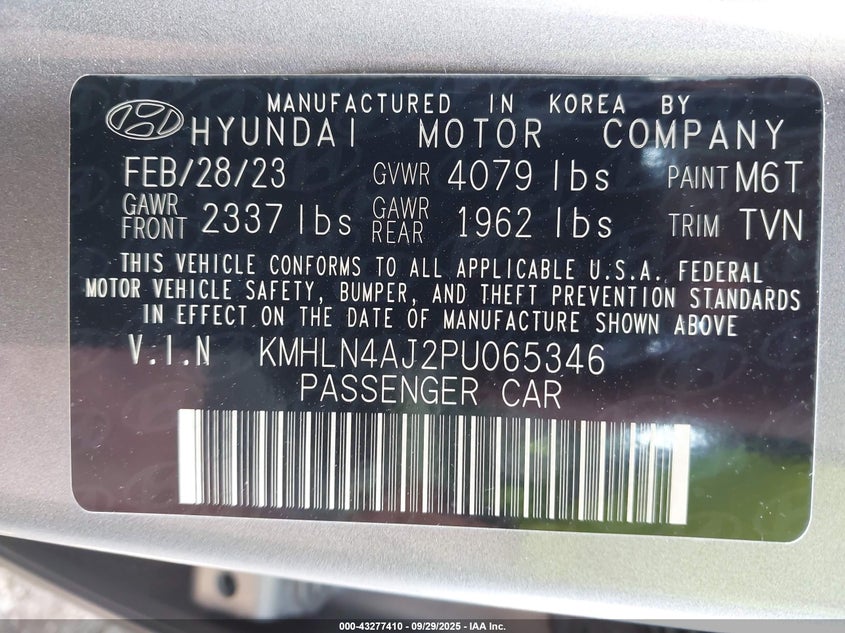 MANUFACTURED IN KOREA BY
HYUNDAI MOTOR COMPANY
FEB/28/23 GVWR 4079 lbs PAINT M6T
GAWR FRONT 2337 lbs GAWR REAR 1962 lbs TRIM TVN
THIS VEHICLE CONFORMS TO ALL APPLICABLE U.S.A. FEDERAL
MOTOR VEHICLE SAFETY, BUMPER, AND THEFT PREVENTION STANDARDS
IN EFFECT ON THE DATE OF MANUFACTURE SHOWN ABOVE
V.I.N KMHLN4AJ2PU065346
PASSENGER CAR
000-43277410 - 09/29/2025 - IAA Inc.